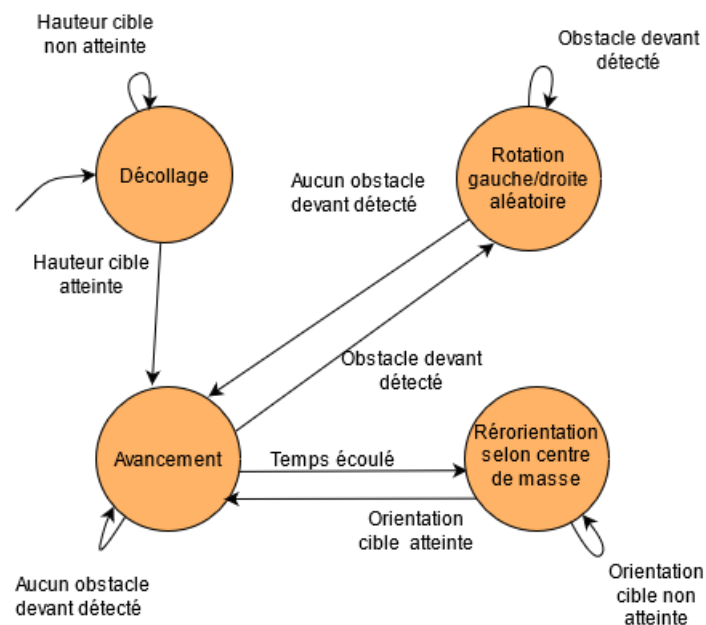 Hauteur cible
non atteinte
Obstacle devant
détecté
Décollage
Rotation
gauche/droite
aléatoire
Aucun obstacle
devant détecté
Hauteur cible
atteinte
Obstacle devant
détecté
Avancement
Temps écoulé
Rérorientation
selon centre
de masse
Orientation
cible atteinte
Aucun obstacle
devant détecté
Orientation
cible non
atteinte